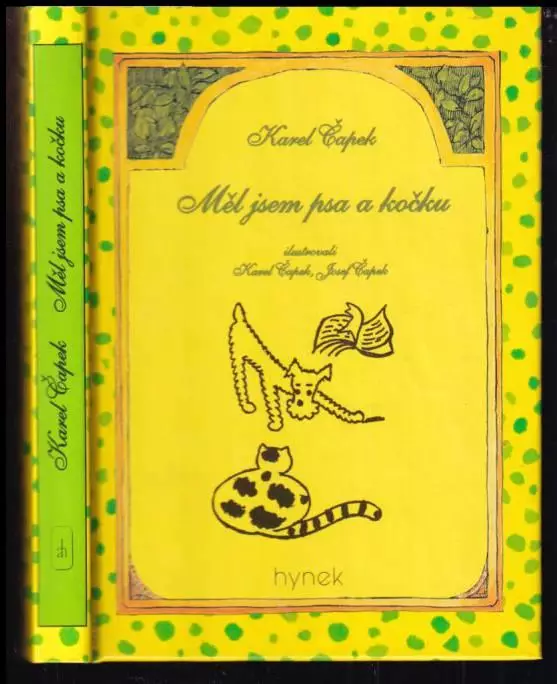 Karel Čapek
Měl jsem psa a kočku
ilustrovali
Karel Čapek, Josef Čapek
hynek
Karel Čapek Měl jsem psa a kočku